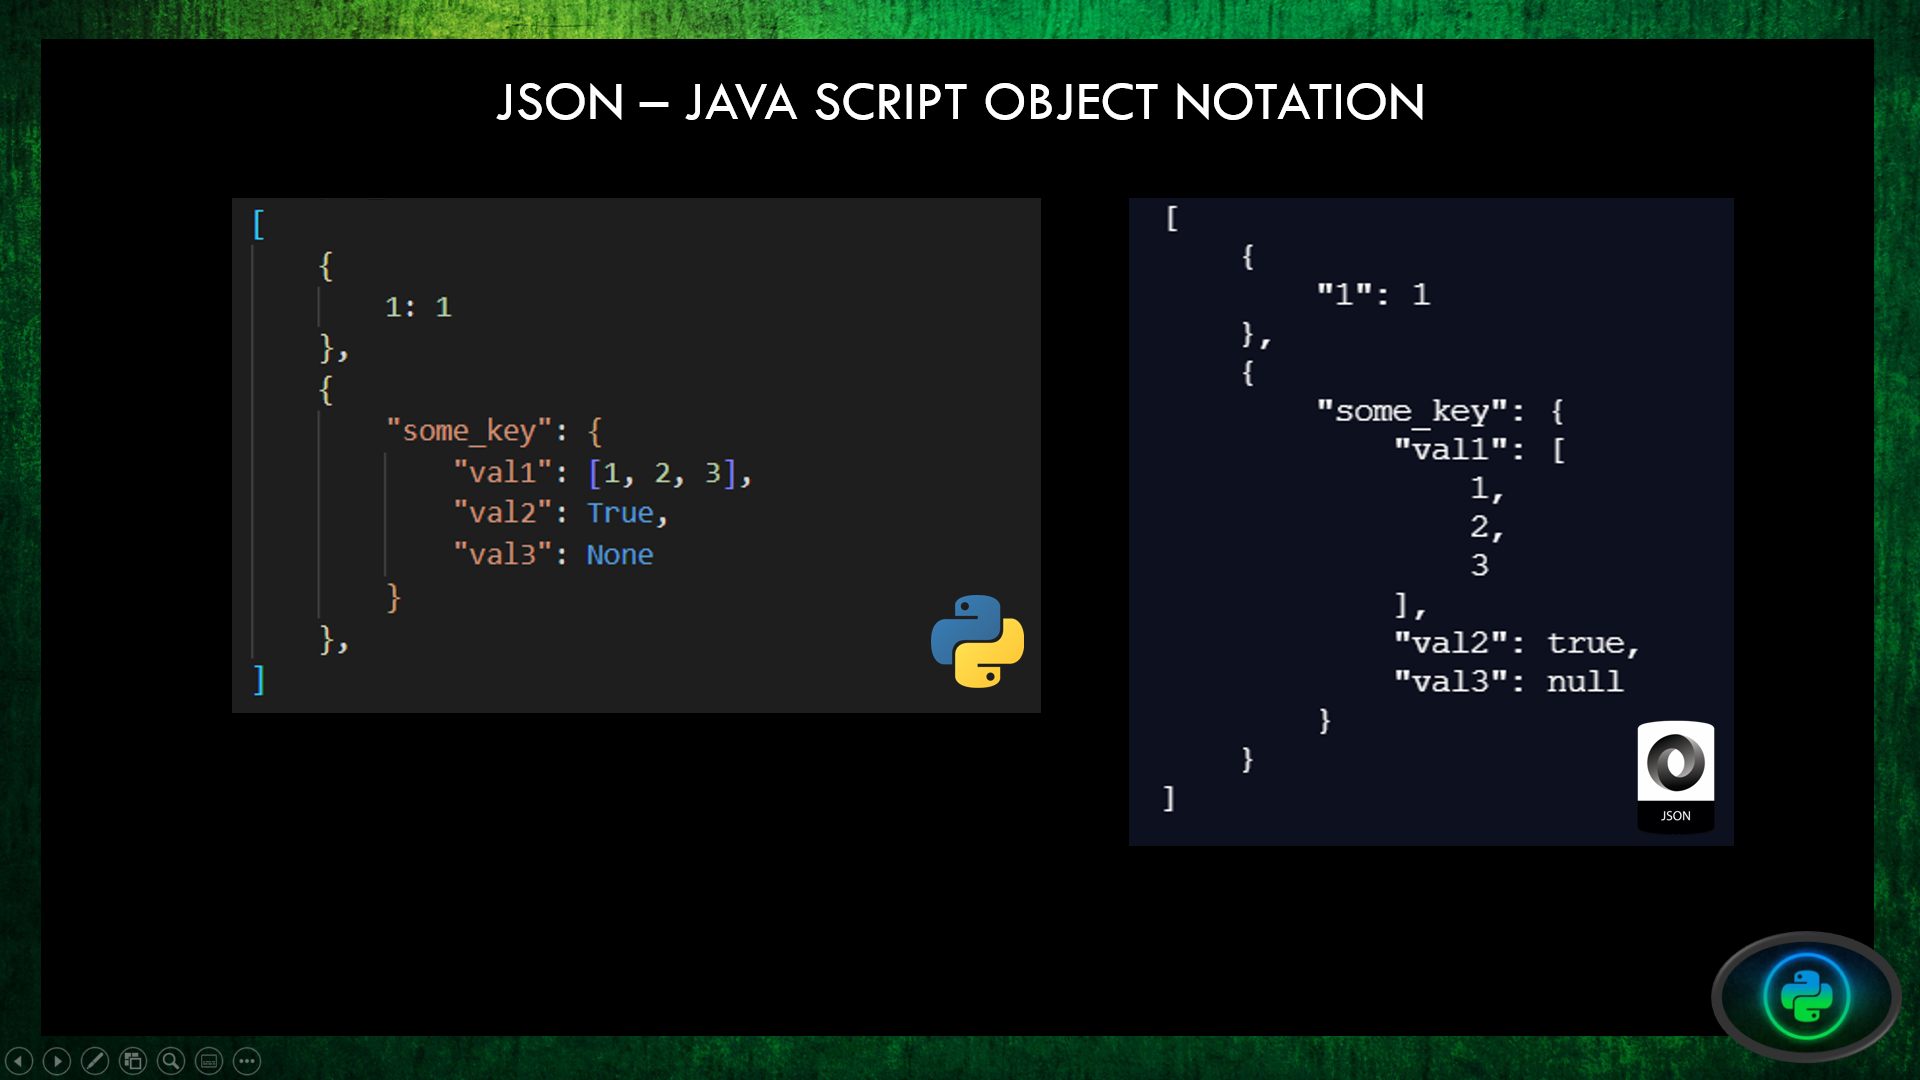 JSON – JAVA SCRIPT OBJECT NOTATION
[
    {
        1: 1
    },
    {
        "some_key": {
            "val1": [1, 2, 3],
            "val2": True,
            "val3": None
        }
    },
]
[
    {
        "1": 1
    },
    {
        "some_key": {
            "val1": [
                1,
                2,
                3
            ],
            "val2": true,
            "val3": null
        }
    }
]
JSON